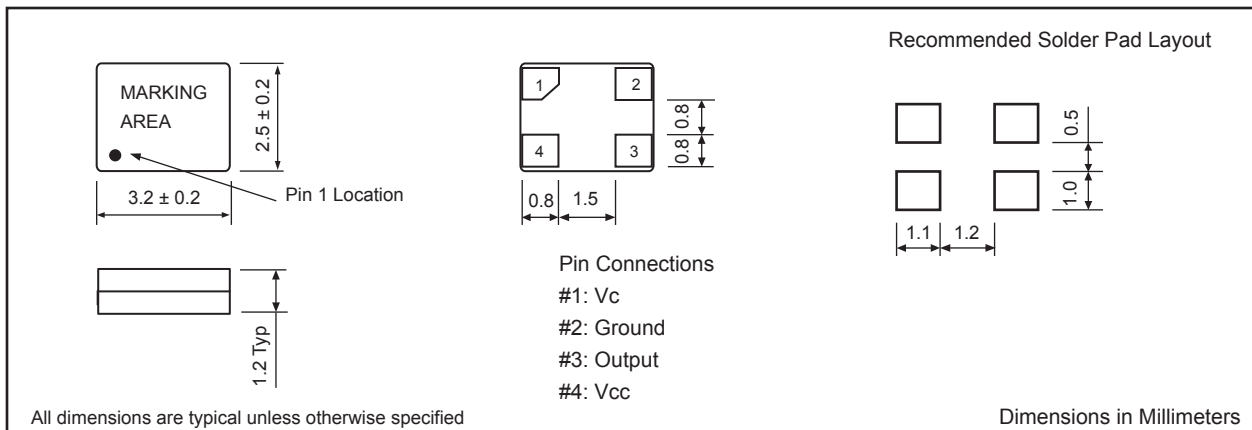 Recommended Solder Pad Layout
MARKING
AREA
2.5 ± 0.2
3.2 ± 0.2
Pin 1 Location
1.2 Typ
1
2
4
3
0.8
0.8
0.8
1.5
0.5
1.0
1.1
1.2
Pin Connections
#1: Vc
#2: Ground
#3: Output
#4: Vcc
All dimensions are typical unless otherwise specified
Dimensions in Millimeters